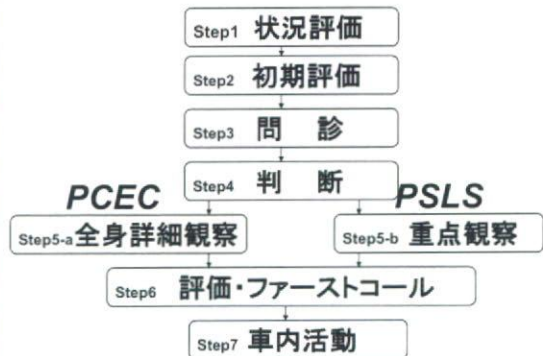 Step1 状況評価
Step2 初期評価
Step3 問 診
Step4 判 断
PCEC PSLS
Step5-a 全身詳細観察 Step5-b 重点観察
Step6 評価・ファーストコール
Step7 車内活動